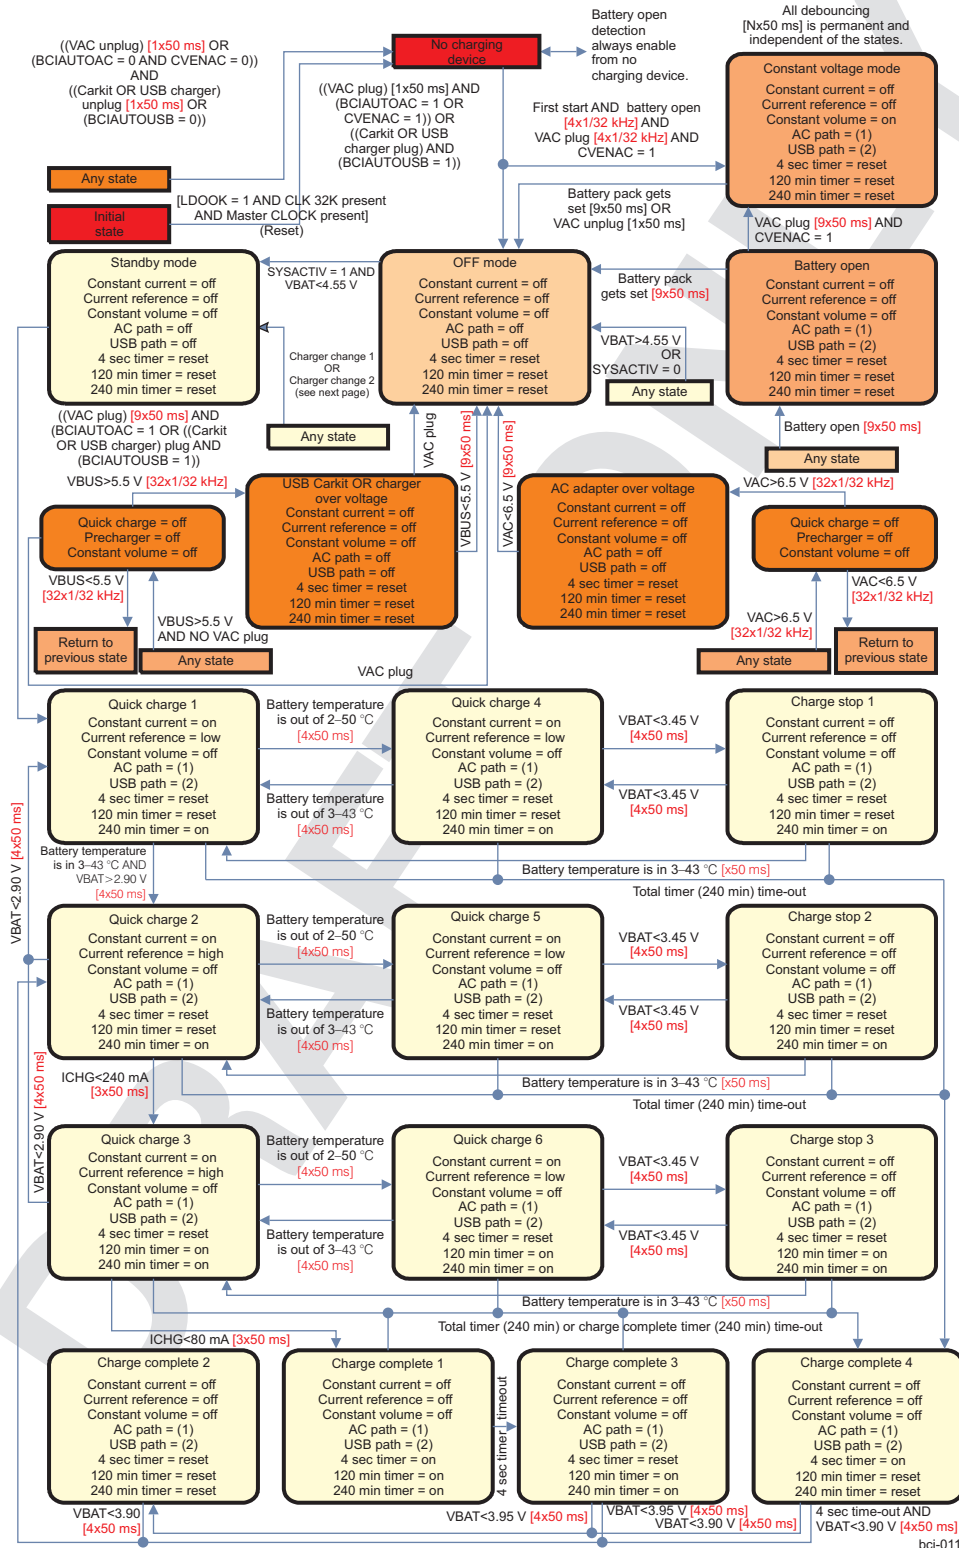 ((VAC unplug) [1x50 ms] OR
(BCIAUTOAC = 0 AND CVENAC = 0))
AND
((Carkit OR USB charger)
unplug [1x50 ms] OR
(BCIAUTOUSB = 0))
No charging
device
Battery open
detection
always enable
from no
charging device.
All debouncing
[Nx50 ms] is permanent and
independent of the states.
((VAC plug) [1x50 ms] AND
(BCIAUTOAC = 1 OR
CVENAC = 1)) OR
((Carkit OR USB
charger plug) AND
(BCIAUTOUSB = 1))
First start AND battery open
[4x1/32 kHz] AND
VAC plug [4x1/32 kHz] AND
CVENAC = 1
Constant voltage mode
Constant current = off
Current reference = off
Constant volume = on
AC path = (1)
USB path = (2)
4 sec timer = reset
120 min timer = reset
240 min timer = reset
Any state
Initial
state
[LDOOK = 1 AND CLK 32K present
AND Master CLOCK present]
(Reset)
Battery pack gets
set [9x50 ms] OR
VAC unplug [1x50 ms]
VAC plug [9x50 ms] AND
CVENAC = 1
Standby mode
Constant current = off
Current reference = off
Constant volume = off
AC path = off
USB path = off
4 sec timer = reset
120 min timer = reset
240 min timer = reset
SYSACTIV = 1 AND
VBAT<4.55 V
Charger change 1
OR
Charger change 2
(see next page)
Any state
OFF mode
Constant current = off
Current reference = off
Constant volume = off
AC path = off
USB path = off
4 sec timer = reset
120 min timer = reset
240 min timer = reset
Battery pack
gets set [9x50 ms]
VBAT>4.55 V
OR
SYSACTIV = 0
Any state
Battery open
Constant current = off
Current reference = off
Constant volume = off
AC path = (1)
USB path = (2)
4 sec timer = reset
120 min timer = reset
240 min timer = reset
Battery open [9x50 ms]
Any state
((VAC plug) [9x50 ms] AND
(BCIAUTOAC = 1 OR ((Carkit
OR USB charger) plug AND
(BCIAUTOUSB = 1))
VBUS>5.5 V [32x1/32 kHz]
Quick charge = off
Precharger = off
Constant volume = off
VBUS<5.5 V
[32x1/32 kHz]
VBUS>5.5 V
AND NO VAC plug
Return to
previous state
Any state
USB Carkit OR charger
over voltage
Constant current = off
Current reference = off
Constant volume = off
AC path = off
USB path = off
4 sec timer = reset
120 min timer = reset
240 min timer = reset
VAC plug
VBUS<5.5 V [9x50 ms]
VAC<6.5 V [9x50 ms]
AC adapter over voltage
Constant current = off
Current reference = off
Constant volume = off
AC path = off
USB path = off
4 sec timer = reset
120 min timer = reset
240 min timer = reset
VAC>6.5 V [32x1/32 kHz]
Quick charge = off
Precharger = off
Constant volume = off
VAC<6.5 V
[32x1/32 kHz]
VAC>6.5 V
[32x1/32 kHz]
Any state
Return to
previous state
VAC plug
Quick charge 1
Constant current = on
Current reference = low
Constant volume = off
AC path = (1)
USB path = (2)
4 sec timer = reset
120 min timer = reset
240 min timer = on
Battery temperature
is out of 2–50 °C
[4x50 ms]
Battery temperature
is out of 3–43 °C
[4x50 ms]
Quick charge 4
Constant current = on
Current reference = low
Constant volume = off
AC path = (1)
USB path = (2)
4 sec timer = reset
120 min timer = reset
240 min timer = on
VBAT<3.45 V
[4x50 ms]
VBAT<3.45 V
[4x50 ms]
Charge stop 1
Constant current = off
Current reference = off
Constant volume = off
AC path = (1)
USB path = (2)
4 sec timer = reset
120 min timer = reset
240 min timer = on
VBAT<2.90 V [4x50 ms]
Battery temperature
is in 3–43 °C AND
VBAT>2.90 V
[4x50 ms]
Battery temperature is in 3–43 °C [x50 ms]
Total timer (240 min) time-out
Quick charge 2
Constant current = on
Current reference = high
Constant volume = off
AC path = (1)
USB path = (2)
4 sec timer = reset
120 min timer = reset
240 min timer = on
Battery temperature
is out of 2–50 °C
[4x50 ms]
Battery temperature
is out of 3–43 °C
[4x50 ms]
Quick charge 5
Constant current = on
Current reference = low
Constant volume = off
AC path = (1)
USB path = (2)
4 sec timer = reset
120 min timer = reset
240 min timer = on
VBAT<3.45 V
[4x50 ms]
VBAT<3.45 V
[4x50 ms]
Charge stop 2
Constant current = off
Current reference = off
Constant volume = off
AC path = (1)
USB path = (2)
4 sec timer = reset
120 min timer = reset
240 min timer = on
VBAT<2.90 V [4x50 ms]
ICHG<240 mA
[3x50 ms]
Battery temperature is in 3–43 °C [x50 ms]
Total timer (240 min) time-out
Quick charge 3
Constant current = on
Current reference = high
Constant volume = off
AC path = (1)
USB path = (2)
4 sec timer = reset
120 min timer = on
240 min timer = on
Battery temperature
is out of 2–50 °C
[4x50 ms]
Battery temperature
is out of 3–43 °C
[4x50 ms]
Quick charge 6
Constant current = on
Current reference = low
Constant volume = off
AC path = (1)
USB path = (2)
4 sec timer = reset
120 min timer = on
240 min timer = on
VBAT<3.45 V
[4x50 ms]
VBAT<3.45 V
[4x50 ms]
Charge stop 3
Constant current = off
Current reference = off
Constant volume = off
AC path = (1)
USB path = (2)
4 sec timer = reset
120 min timer = on
240 min timer = on
Battery temperature is in 3–43 °C [x50 ms]
Total timer (240 min) or charge complete timer (240 min) time-out
ICHG<80 mA [3x50 ms]
Charge complete 2
Constant current = off
Current reference = off
Constant volume = off
AC path = (1)
USB path = (2)
4 sec timer = reset
120 min timer = reset
240 min timer = reset
Charge complete 1
Constant current = off
Current reference = off
Constant volume = off
AC path = (1)
USB path = (2)
4 sec timer = on
120 min timer = on
240 min timer = on
4 sec timer timeout
Charge complete 3
Constant current = off
Current reference = off
Constant volume = off
AC path = (1)
USB path = (2)
4 sec timer = reset
120 min timer = on
240 min timer = on
Charge complete 4
Constant current = off
Current reference = off
Constant volume = off
AC path = (1)
USB path = (2)
4 sec timer = on
120 min timer = reset
240 min timer = reset
VBAT<3.90
[4x50 ms]
VBAT<3.95 V [4x50 ms]
VBAT<3.95 V [4x50 ms]
VBAT<3.90 V [4x50 ms]
4 sec time-out AND
VBAT<3.90 V [4x50 ms]
bci-011
DRAFT ONLY